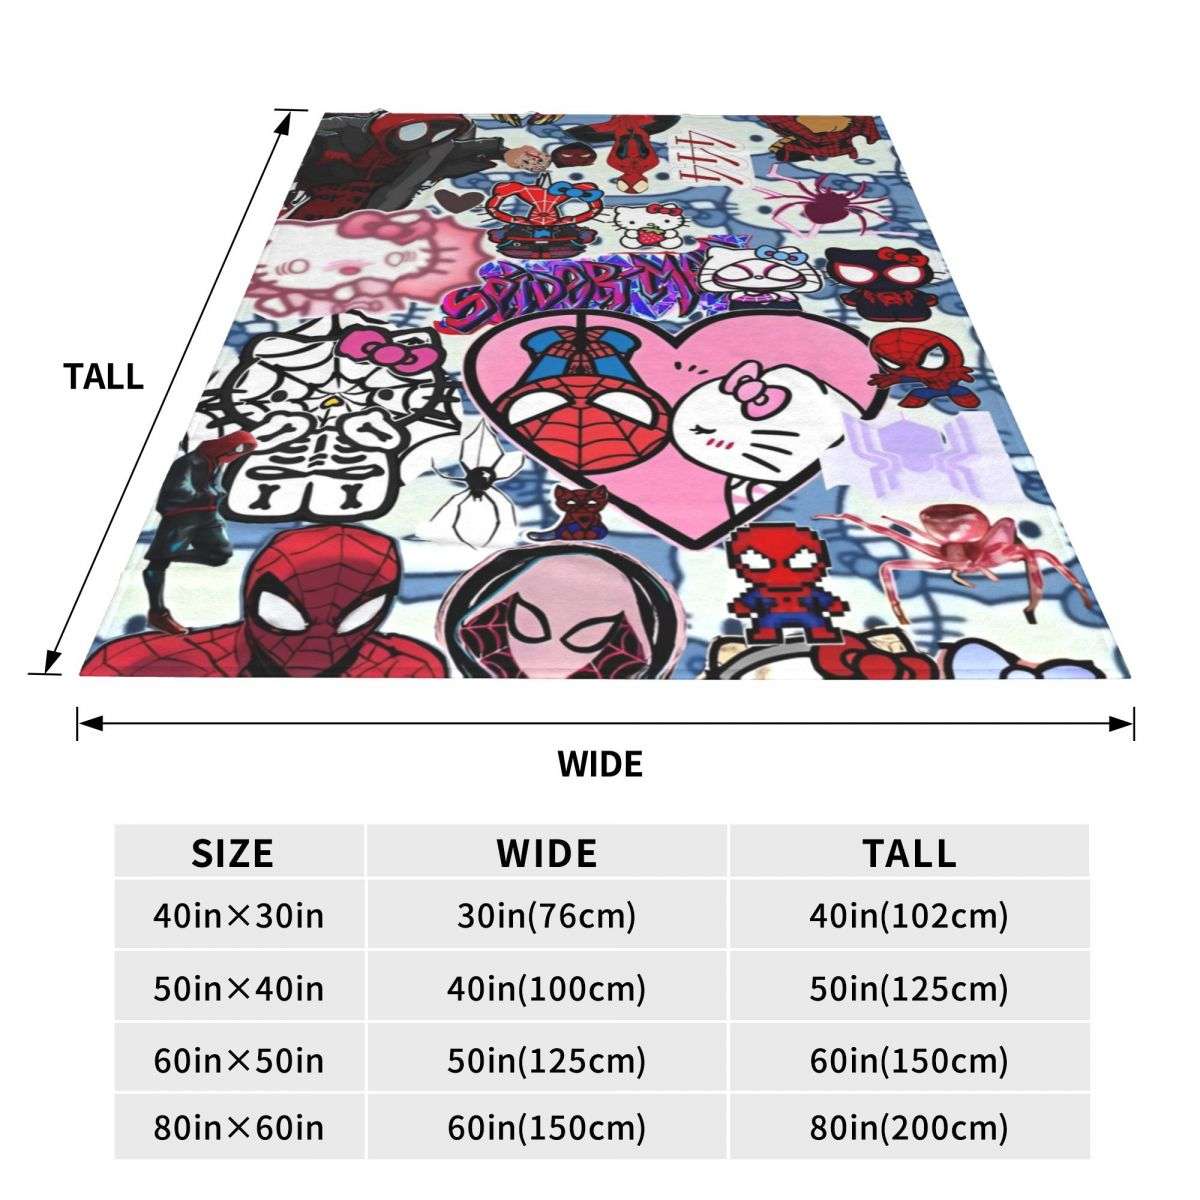 TALL
WIDE
SIZE WIDE TALL
40in×30in 30in(76cm) 40in(102cm)
50in×40in 40in(100cm) 50in(125cm)
60in×50in 50in(125cm) 60in(150cm)
80in×60in 60in(150cm) 80in(200cm)